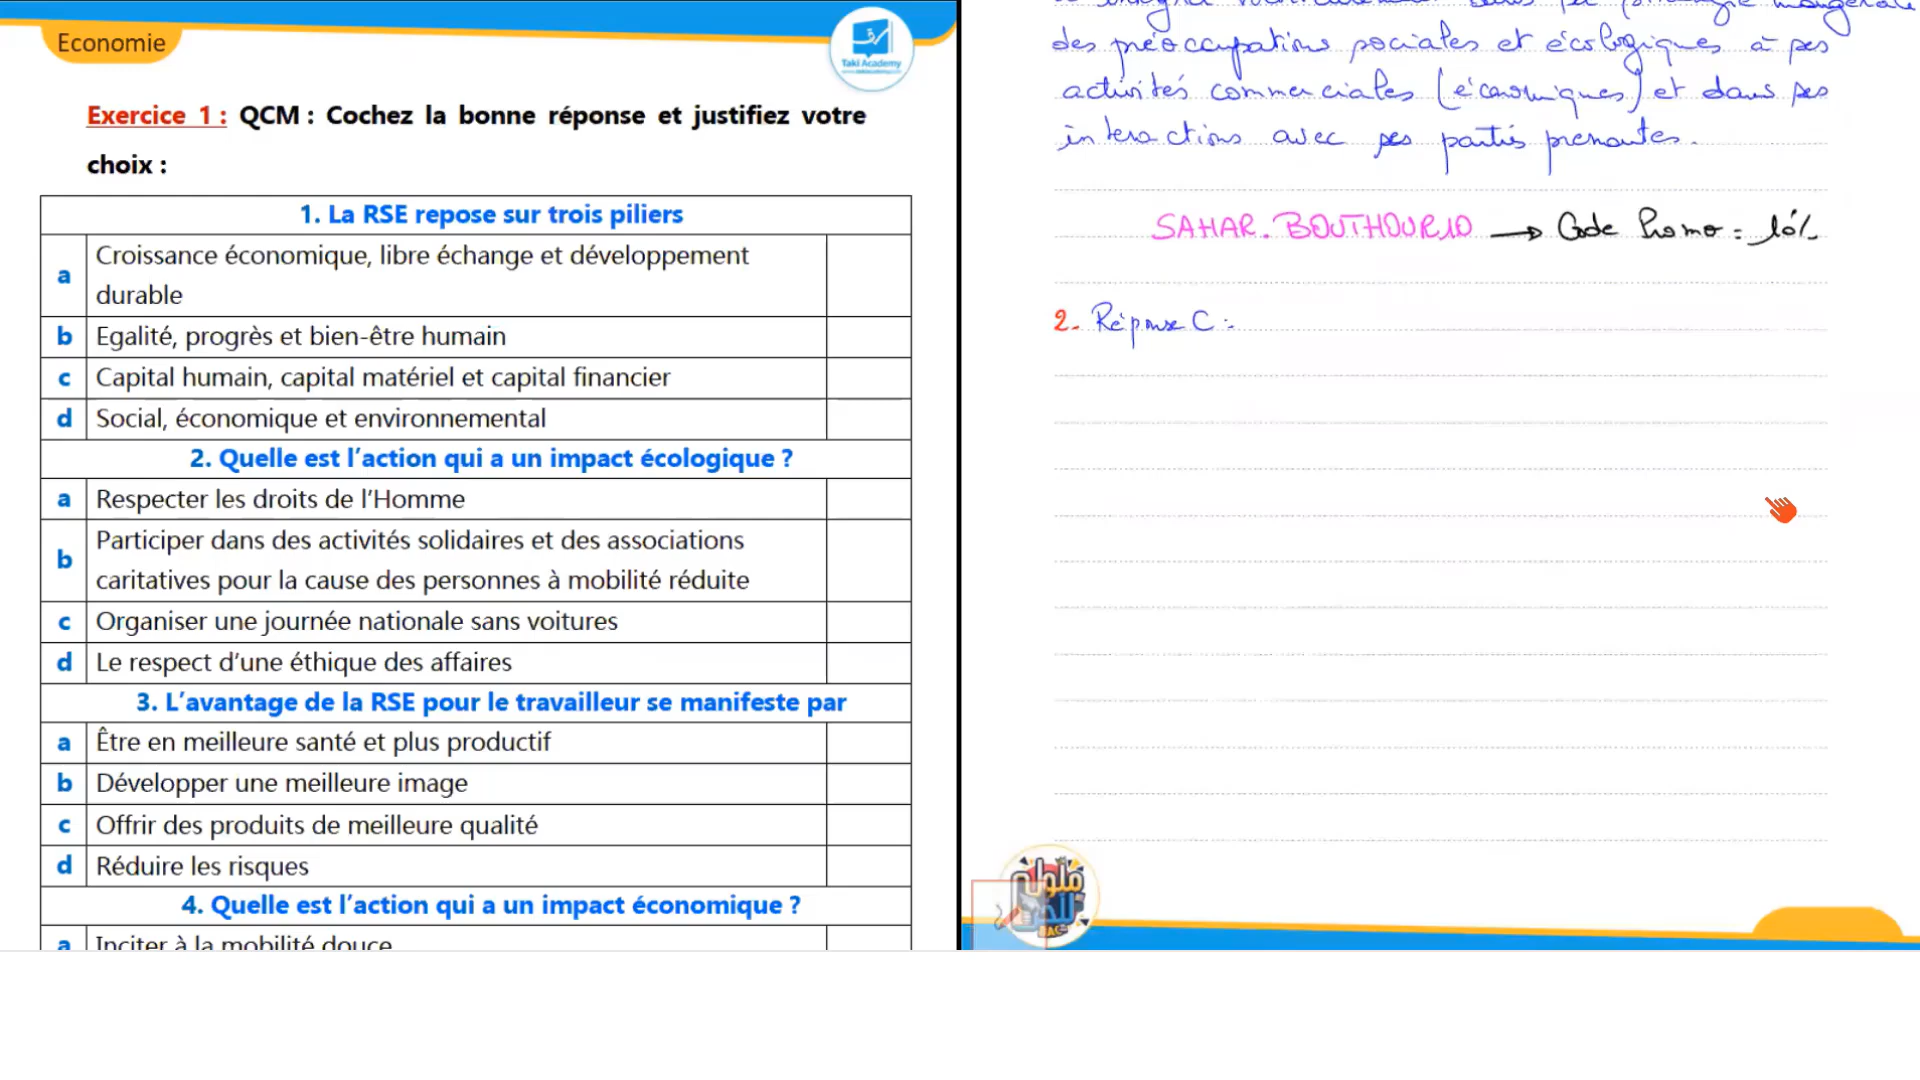 Economie
Taki Academy
www.takiacademy.com
Exercice 1 : QCM : Cochez la bonne réponse et justifiez votre
choix :
1. La RSE repose sur trois piliers
a Croissance économique, libre échange et développement
durable
b Egalité, progrès et bien-être humain
c Capital humain, capital matériel et capital financier
d Social, économique et environnemental
2. Quelle est l’action qui a un impact écologique ?
a Respecter les droits de l’Homme
b Participer dans des activités solidaires et des associations
caritatives pour la cause des personnes à mobilité réduite
c Organiser une journée nationale sans voitures
d Le respect d’une éthique des affaires
3. L’avantage de la RSE pour le travailleur se manifeste par
a Être en meilleure santé et plus productif
b Développer une meilleure image
c Offrir des produits de meilleure qualité
d Réduire les risques
4. Quelle est l’action qui a un impact économique ?
a Inciter à la mobilité douce
des préoccupations sociales et écologiques à ses
activités commerciales (économiques) et dans ses
interactions avec ses parties prenantes.
SAHAR.BOUTHOUR10 → Code Promo = 10%
2. Réponse C :
BAC